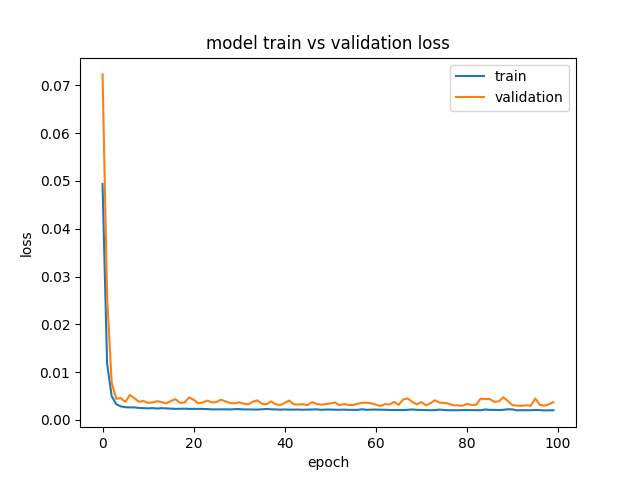 model train vs validation loss
train
validation
loss
0.07
0.06
0.05
0.04
0.03
0.02
0.01
0.00
0 20 40 60 80 100
epoch